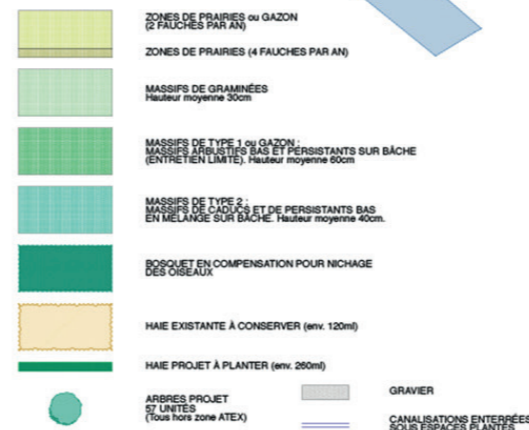 ZONES DE PRAIRIES ou GAZON
(2 FAUCHES PAR AN)
ZONES DE PRAIRIES (4 FAUCHES PAR AN)
MASSIFS DE GRAMINÉES
Hauteur moyenne 30cm
MASSIFS DE TYPE 1 ou GAZON :
MASSIFS ARBUSTIFS BAS ET PERSISTANTS SUR BÂCHE
(ENTRETIEN LIMITÉ). Hauteur moyenne 60cm
MASSIFS DE TYPE 2 :
MASSIFS DE CADUCS ET DE PERSISTANTS BAS
EN MELANGE SUR BÂCHE. Hauteur moyenne 40cm.
BOSQUET EN COMPENSATION POUR NICHAGE
DES OISEAUX
HAIE EXISTANTE À CONSERVER (env. 120ml)
HAIE PROJET À PLANTER (env. 260ml)
ARBRES PROJET
57 UNITÉS
(Tous hors zone ATEX)
GRAVIER
CANALISATIONS ENTERRÉES
SOUS ESPACES PLANTÉS